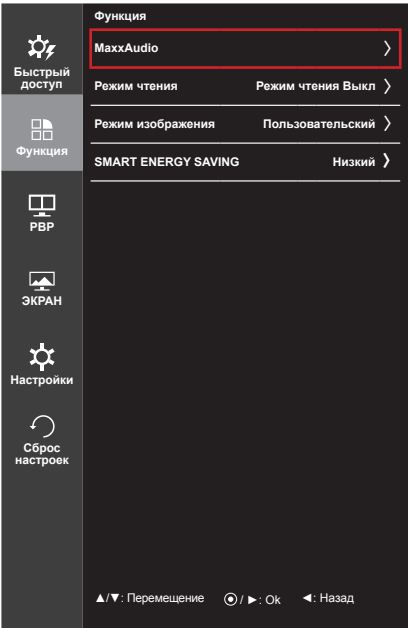 Быстрый
доступ
Функция
PBP
ЭКРАН
Настройки
Сброс
настроек
Функция
MaxxAudio
Режим чтения Режим чтения Выкл
Режим изображения Пользовательский
SMART ENERGY SAVING Низкий
▲/▼: Перемещение ⦿/ ►: Ok ◄: Назад